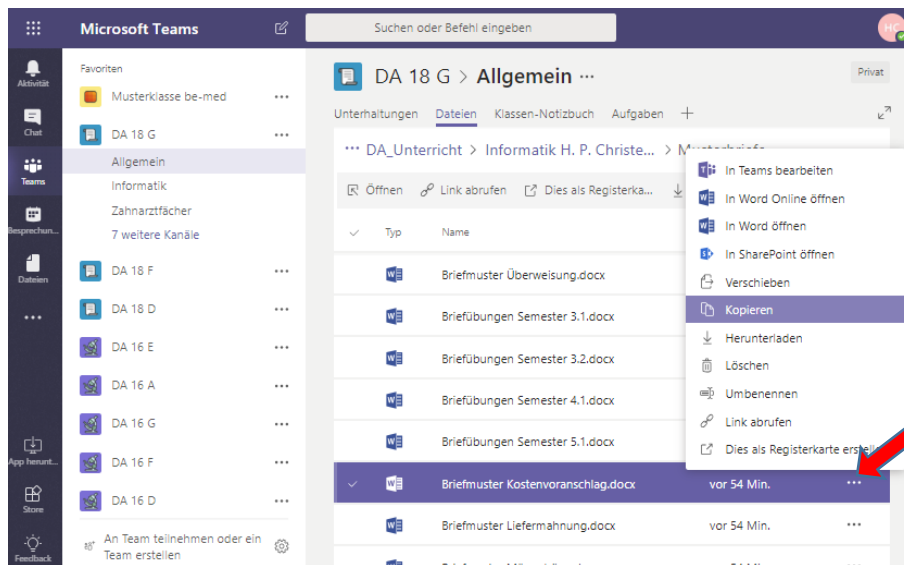 Microsoft Teams
Suchen oder Befehl eingeben
HC
Aktivität
Chat
Teams
Besprechun...
Dateien
App herunt...
Store
Feedback
Favoriten
Musterklasse be-med
DA 18 G
Allgemein
Informatik
Zahnarztfächer
7 weitere Kanäle
DA 18 F
DA 18 D
DA 16 E
DA 16 A
DA 16 G
DA 16 F
DA 16 D
An Team teilnehmen oder ein
Team erstellen
DA 18 G > Allgemein ...
Privat
Unterhaltungen Dateien Klassen-Notizbuch Aufgaben +
... DA_Unterricht > Informatik H. P. Christe... >
Öffnen Link abrufen Dies als Registerka...
Typ Name
Briefmuster Überweisung.docx
Briefübungen Semester 3.1.docx
Briefübungen Semester 3.2.docx
Briefübungen Semester 4.1.docx
Briefübungen Semester 5.1.docx
Briefmuster Kostenvoranschlag.docx vor 54 Min. ...
Briefmuster Liefermahnung.docx vor 54 Min. ...
In Teams bearbeiten
In Word Online öffnen
In Word öffnen
In SharePoint öffnen
Verschieben
Kopieren
Herunterladen
Löschen
Umbenennen
Link abrufen
Dies als Registerkarte